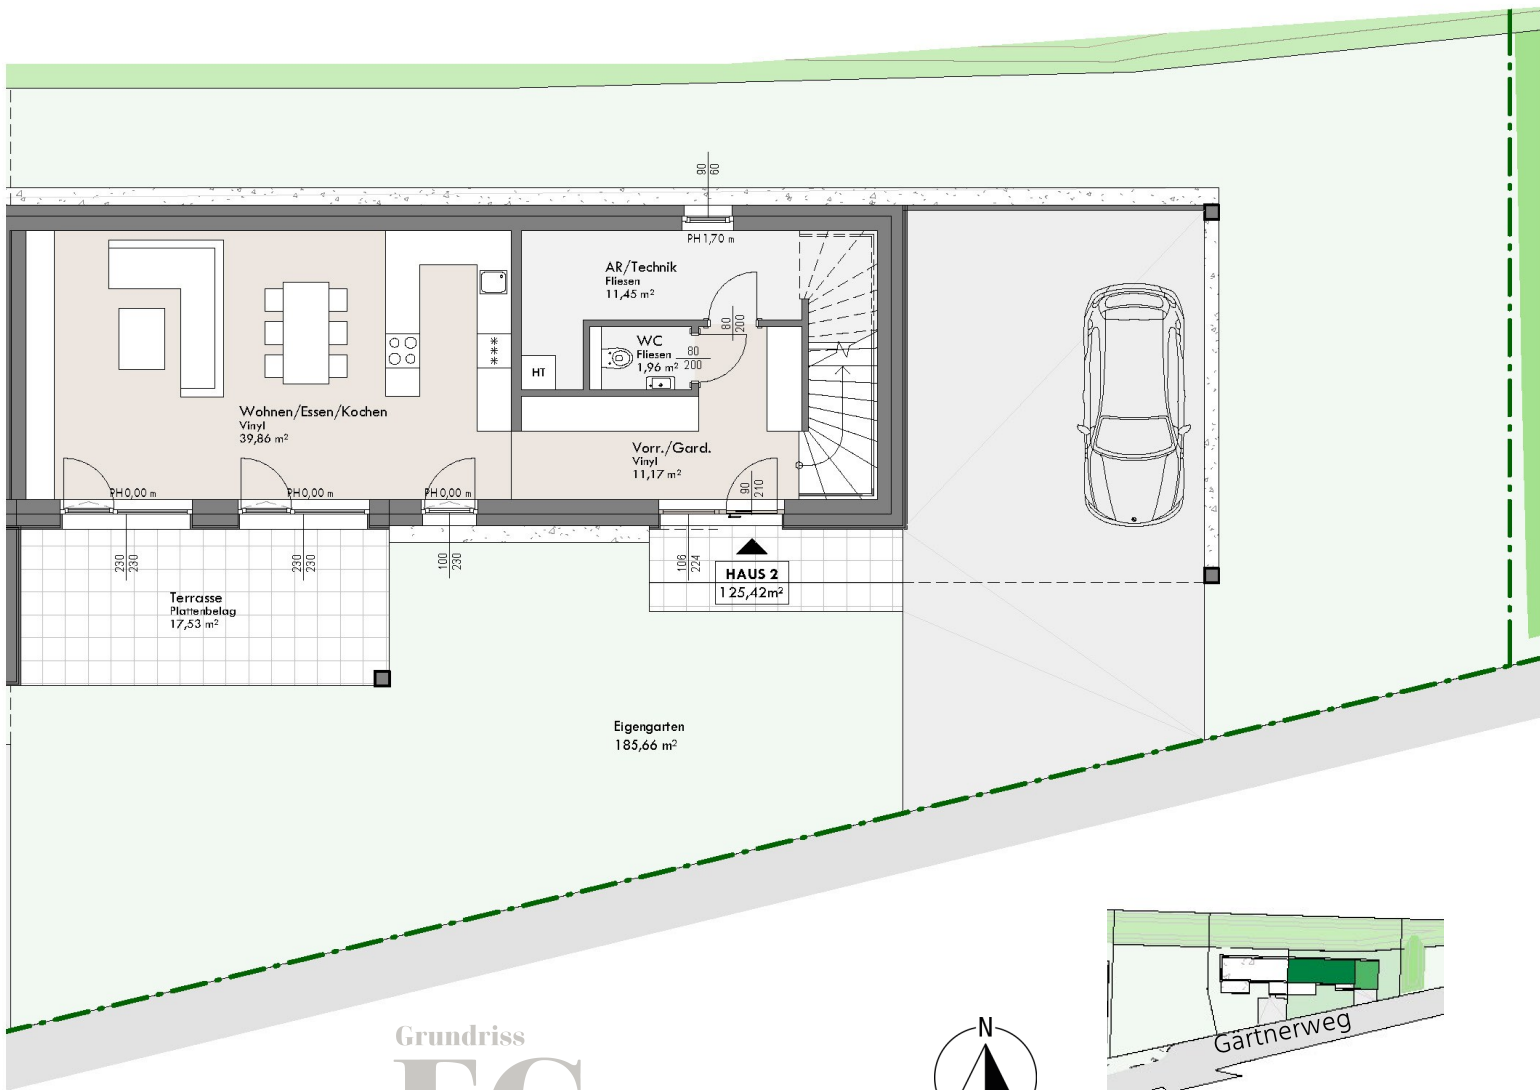 90
60
PH 1,70 m
AR/Technik
Fliesen
11,45 m²
80
200
WC
Fliesen
1,96 m²
80
200
HT
Wohnen/Essen/Kochen
Vinyl
39,86 m²
Vorr./Gard.
Vinyl
11,17 m²
PH 0,00 m
PH 0,00 m
PH 0,00 m
90
210
230
230
230
230
100
230
106
224
HAUS 2
125,42m²
Terrasse
Plattenbelag
17,53 m²
Eigengarten
185,66 m²
Grundriss
EG
N
Gärtnerweg